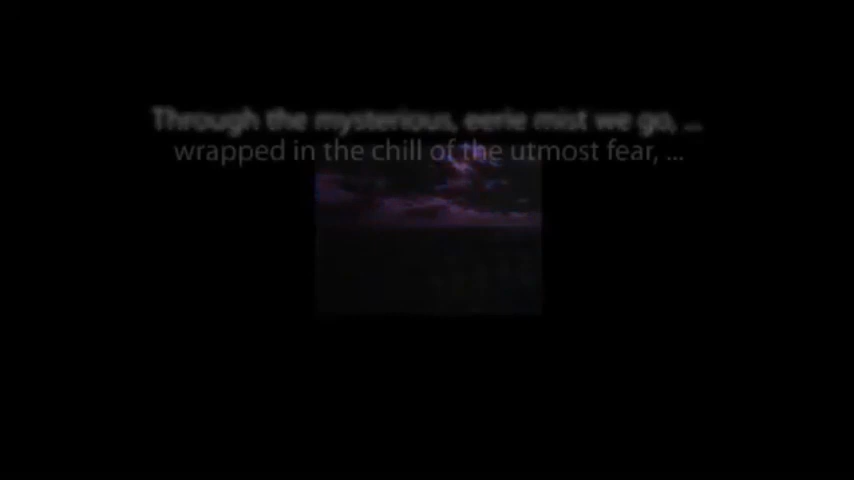 Through the mysterious, eerie mist we go, ...
wrapped in the chill of the utmost fear, ...